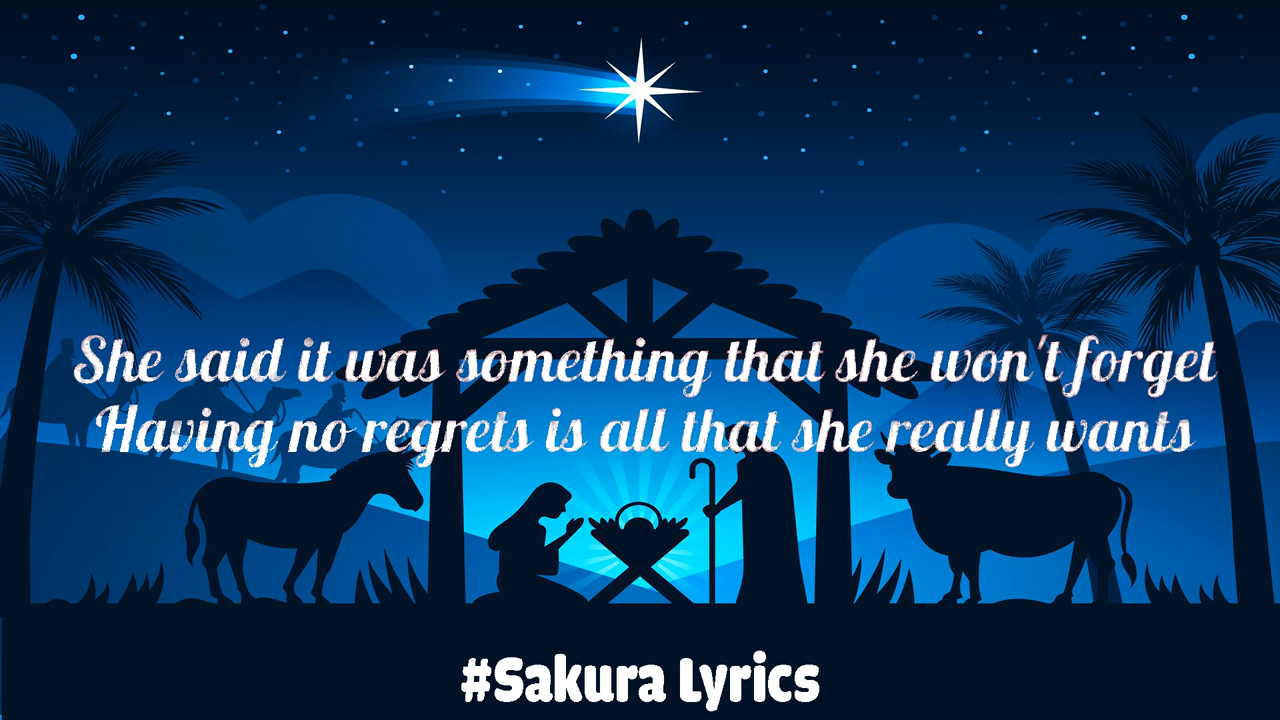 She said it was something that she won't forget
Having no regrets is all that she really wants
#Sakura Lyrics